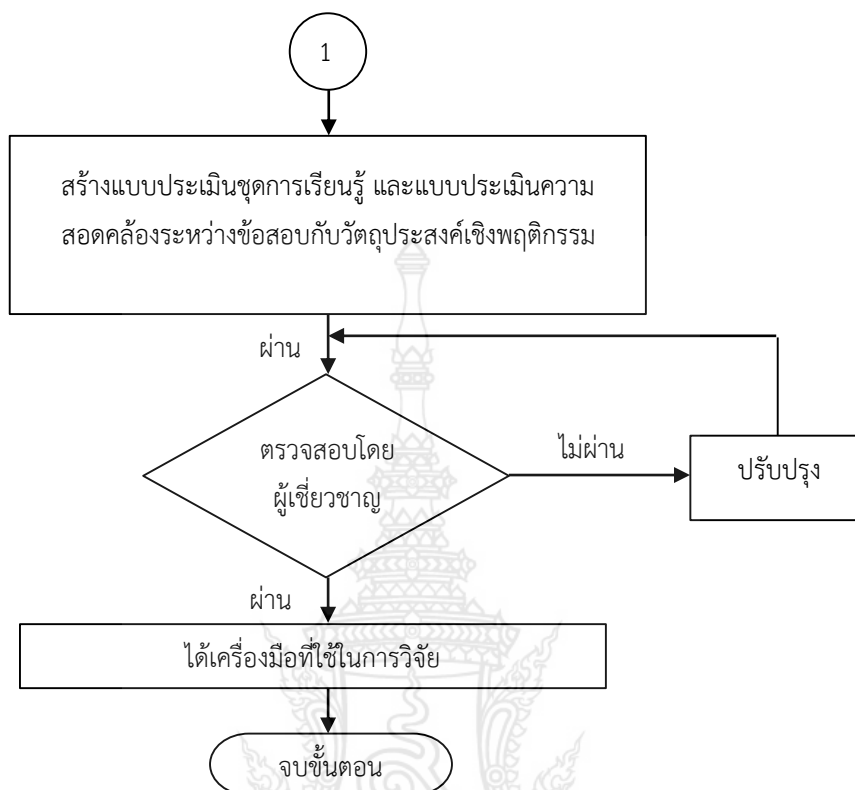 1
สร้างแบบประเมินชุดการเรียนรู้ และแบบประเมินความ
สอดคล้องระหว่างข้อสอบกับวัตถุประสงค์เชิงพฤติกรรม
ผ่าน
ตรวจสอบโดย
ผู้เชี่ยวชาญ
ไม่ผ่าน
ปรับปรุง
ผ่าน
ได้เครื่องมือที่ใช้ในการวิจัย
จบขั้นตอน